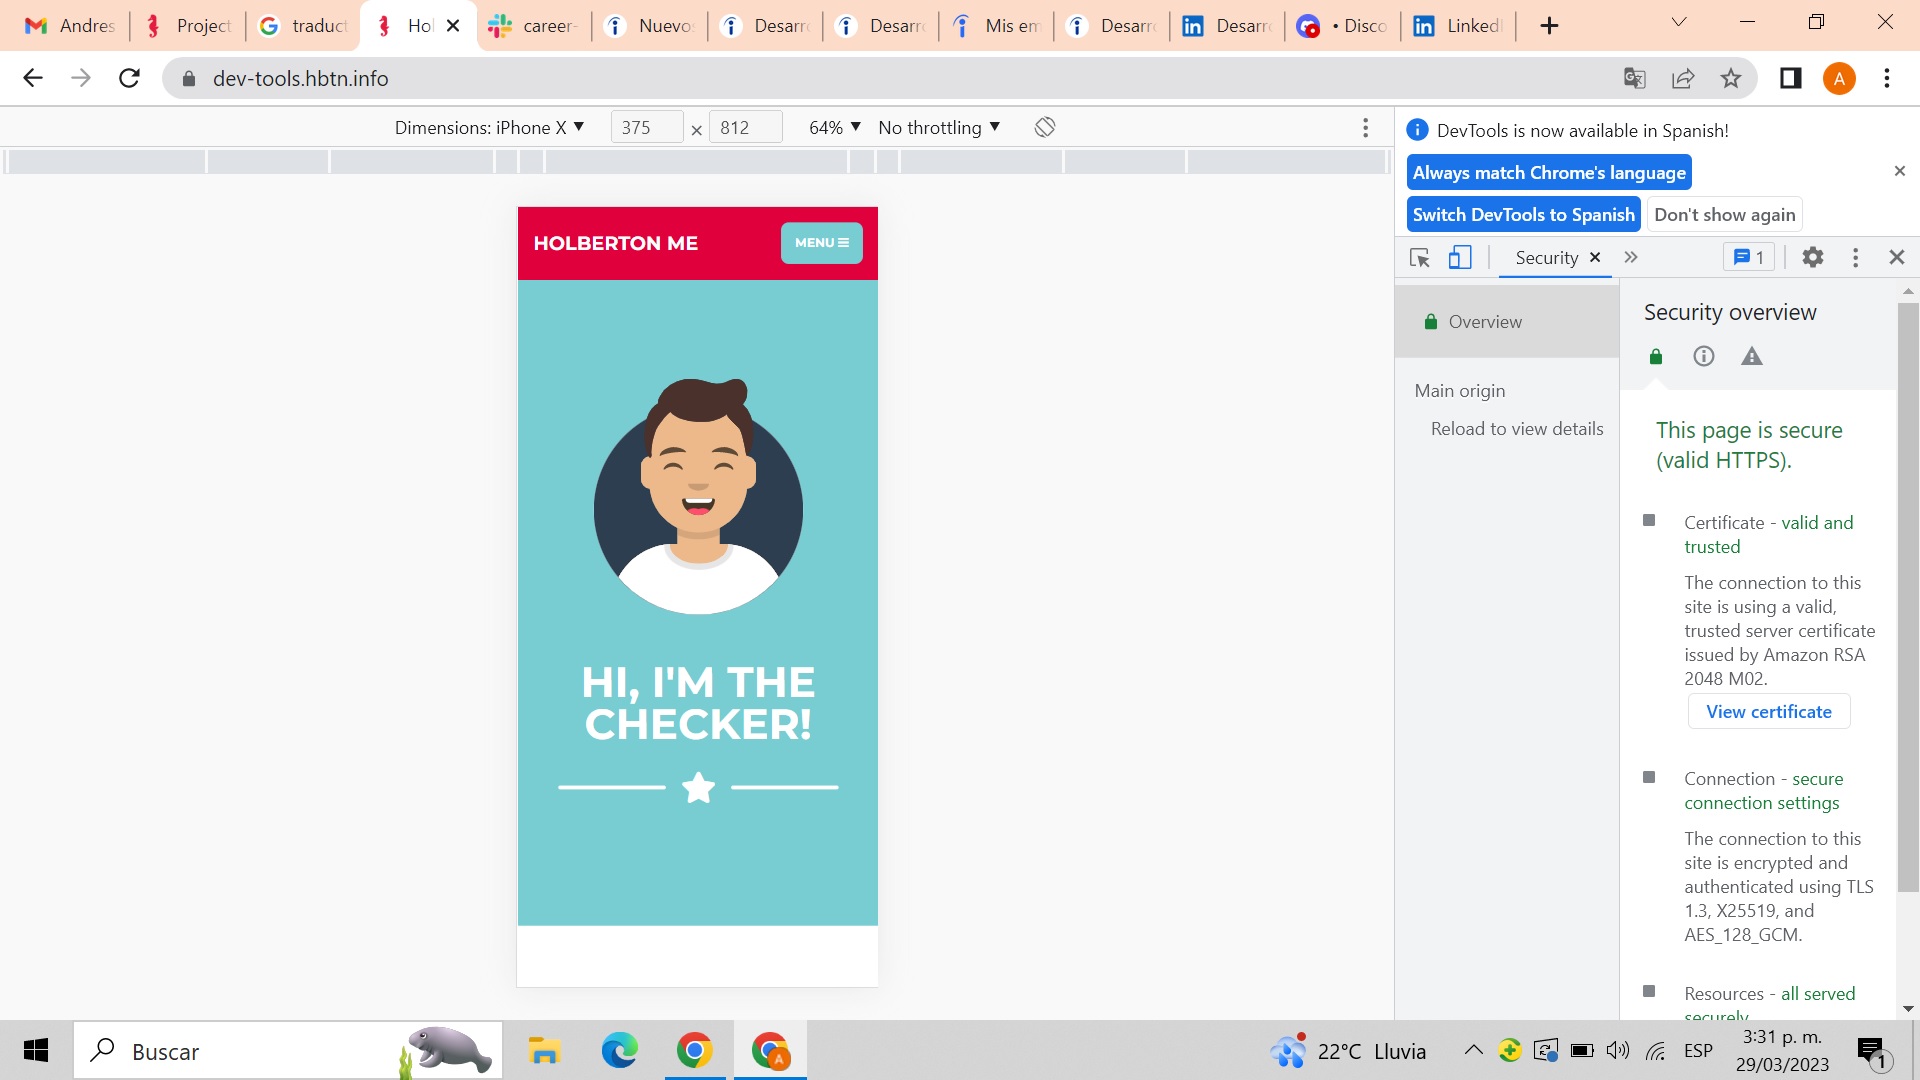 Andres
Project
traduct
Hol
career-
Nuevos
Desarro
Desarro
Mis em
Desarro
Desarro
• Disco
LinkedI
dev-tools.hbtn.info
A
Dimensions: iPhone X
375
×
812
64%
No throttling
DevTools is now available in Spanish!
Always match Chrome's language
Switch DevTools to Spanish
Don't show again
Security
1
HOLBERTON ME
MENU
HI, I'M THE
CHECKER!
Overview
Main origin
Reload to view details
Security overview
This page is secure
(valid HTTPS).
Certificate - valid and
trusted
The connection to this
site is using a valid,
trusted server certificate
issued by Amazon RSA
2048 M02.
View certificate
Connection - secure
connection settings
The connection to this
site is encrypted and
authenticated using TLS
1.3, X25519, and
AES_128_GCM.
Resources - all served
securely
Buscar
A
22°C Lluvia
ESP
3:31 p. m.
29/03/2023
1